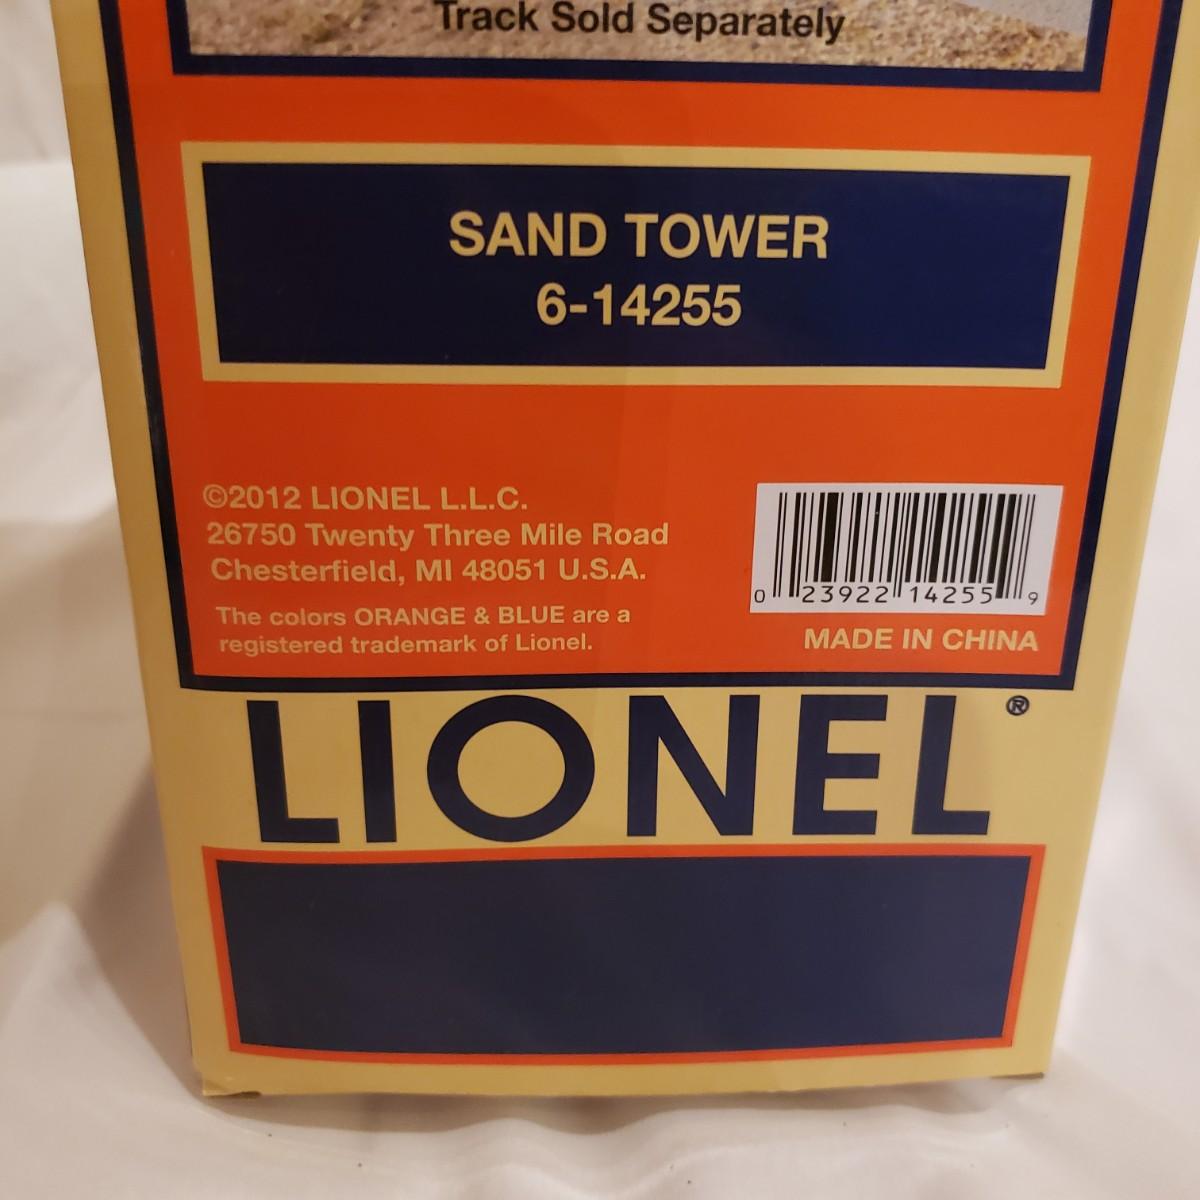 Track Sold Separately
SAND TOWER
6-14255
©2012 LIONEL L.L.C.
26750 Twenty Three Mile Road
Chesterfield, MI 48051 U.S.A.
The colors ORANGE & BLUE are a
registered trademark of Lionel.
0 23922 14255 9
MADE IN CHINA
LIONEL®